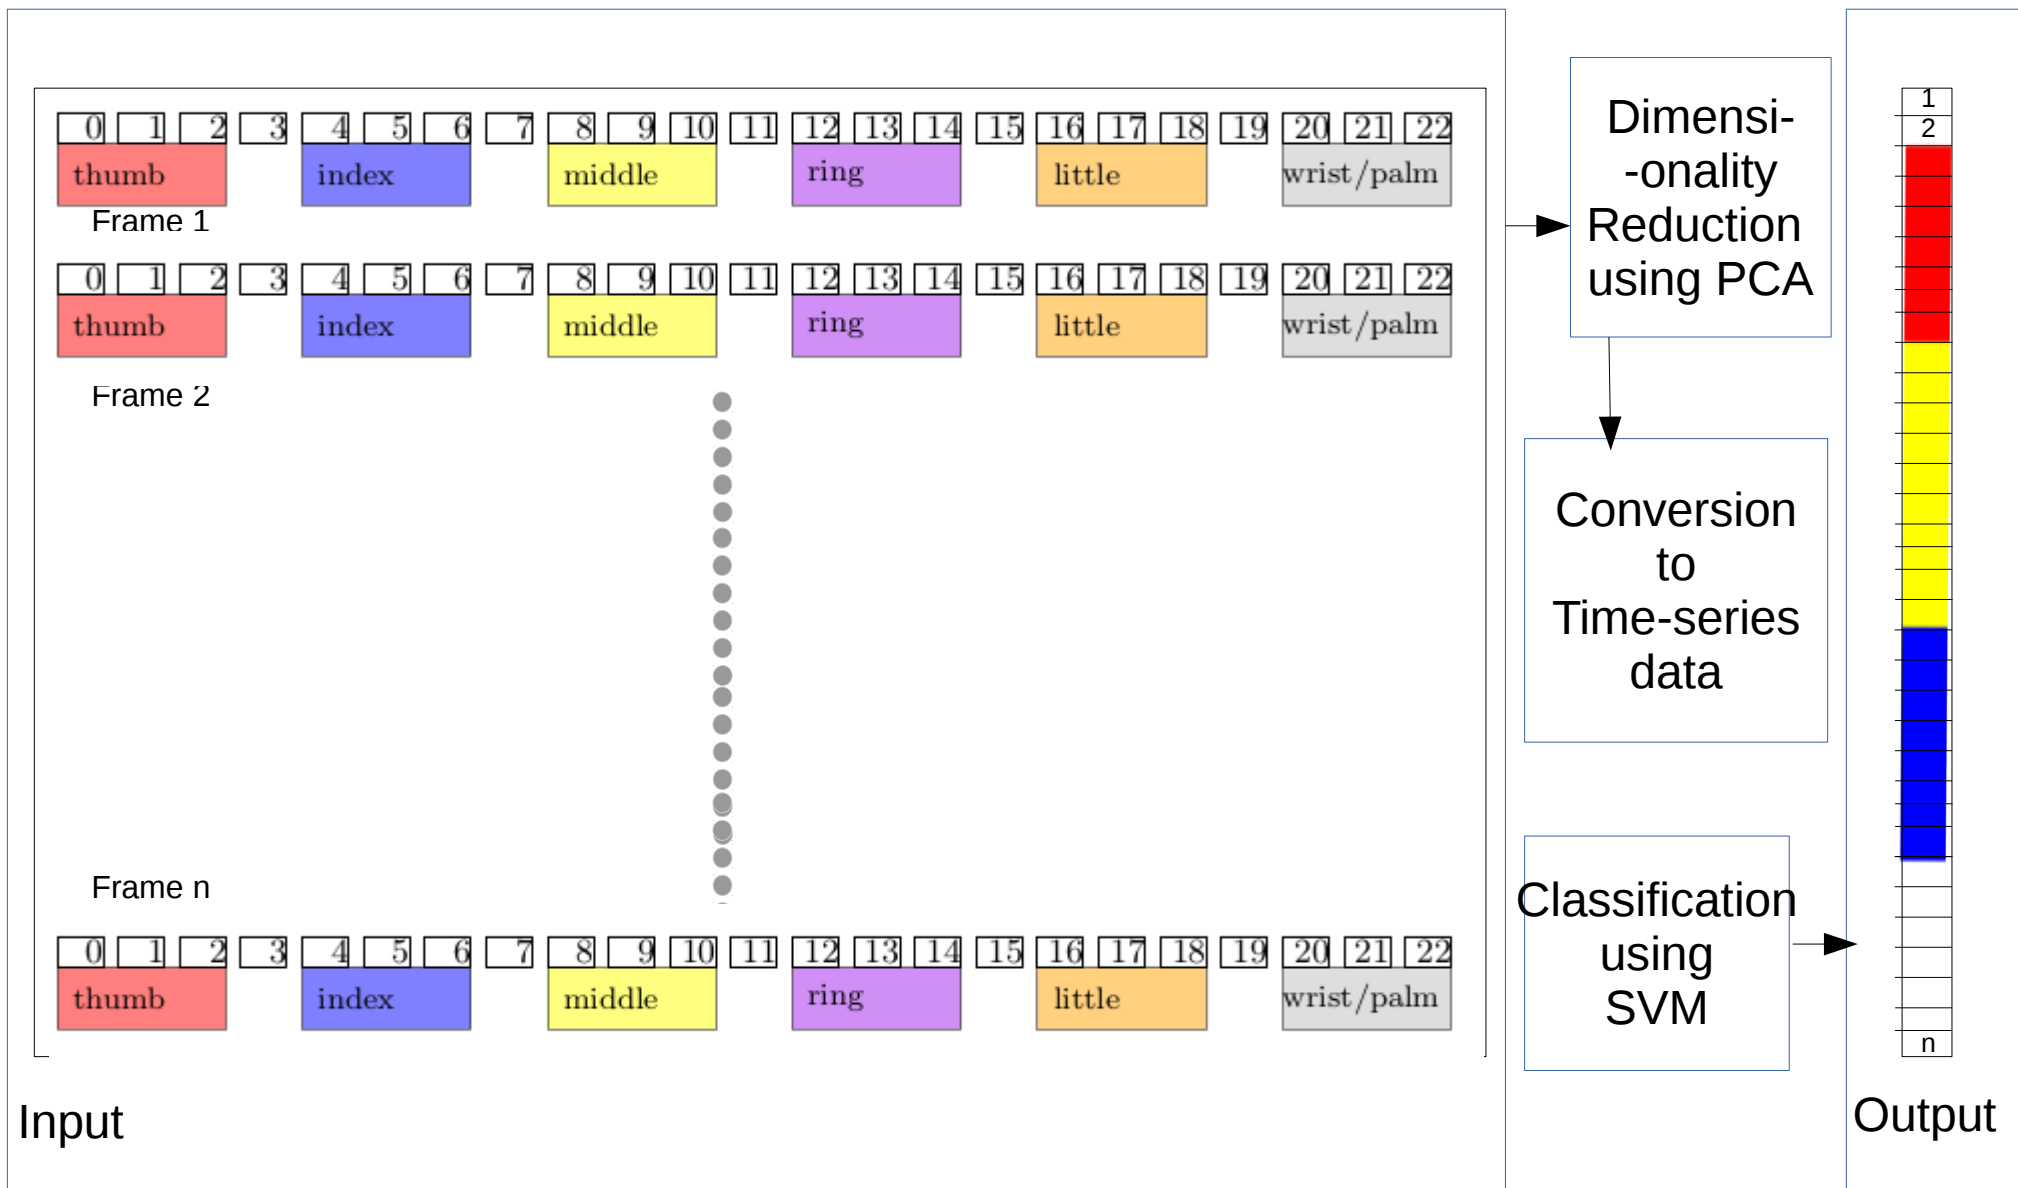 0 1 2 3 4 5 6 7 8 9 10 11 12 13 14 15 16 17 18 19 20 21 22
thumb index middle ring little wrist/palm
Frame 1
0 1 2 3 4 5 6 7 8 9 10 11 12 13 14 15 16 17 18 19 20 21 22
thumb index middle ring little wrist/palm
Frame 2
Frame n
0 1 2 3 4 5 6 7 8 9 10 11 12 13 14 15 16 17 18 19 20 21 22
thumb index middle ring little wrist/palm
Input
Dimensi-
-onality
Reduction
using PCA
Conversion
to
Time-series
data
Classification
using
SVM
1
2
n
Output